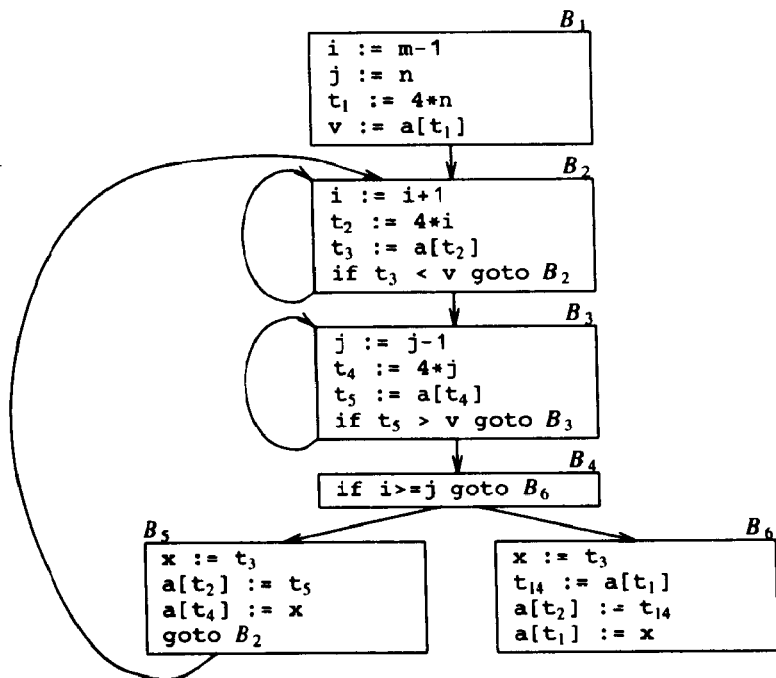 B₁
i := m-1
j := n
t₁ := 4*n
v := a[t₁]
B₂
i := i+1
t₂ := 4*i
t₃ := a[t₂]
if t₃ < v goto B₂
B₃
j := j-1
t₄ := 4*j
t₅ := a[t₄]
if t₅ > v goto B₃
B₄
if i>=j goto B₆
B₅
x := t₃
a[t₂] := t₅
a[t₄] := x
goto B₂
B₆
x := t₃
t₁₄ := a[t₁]
a[t₂] := t₁₄
a[t₁] := x